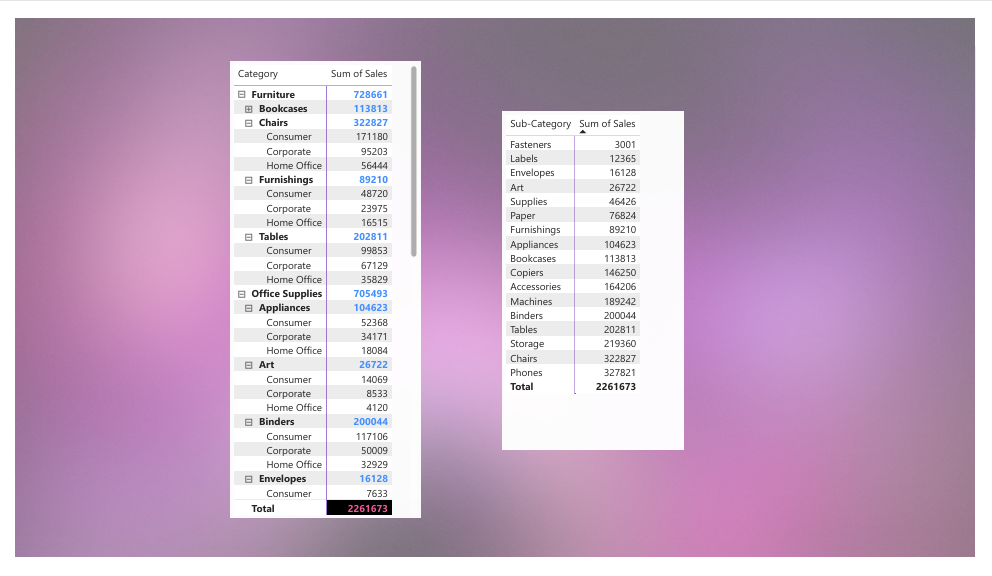 Category Sum of Sales
Furniture 728661
Bookcases 113813
Chairs 322827
Consumer 171180
Corporate 95203
Home Office 56444
Furnishings 89210
Consumer 48720
Corporate 23975
Home Office 16515
Tables 202811
Consumer 99853
Corporate 67129
Home Office 35829
Office Supplies 705493
Appliances 104623
Consumer 52368
Corporate 34171
Home Office 18084
Art 26722
Consumer 14069
Corporate 8533
Home Office 4120
Binders 200044
Consumer 117106
Corporate 50009
Home Office 32929
Envelopes 16128
Consumer 7633
Total 2261673
Sub-Category Sum of Sales
Fasteners 3001
Labels 12365
Envelopes 16128
Art 26722
Supplies 46426
Paper 76824
Furnishings 89210
Appliances 104623
Bookcases 113813
Copiers 146250
Accessories 164206
Machines 189242
Binders 200044
Tables 202811
Storage 219360
Chairs 322827
Phones 327821
Total 2261673